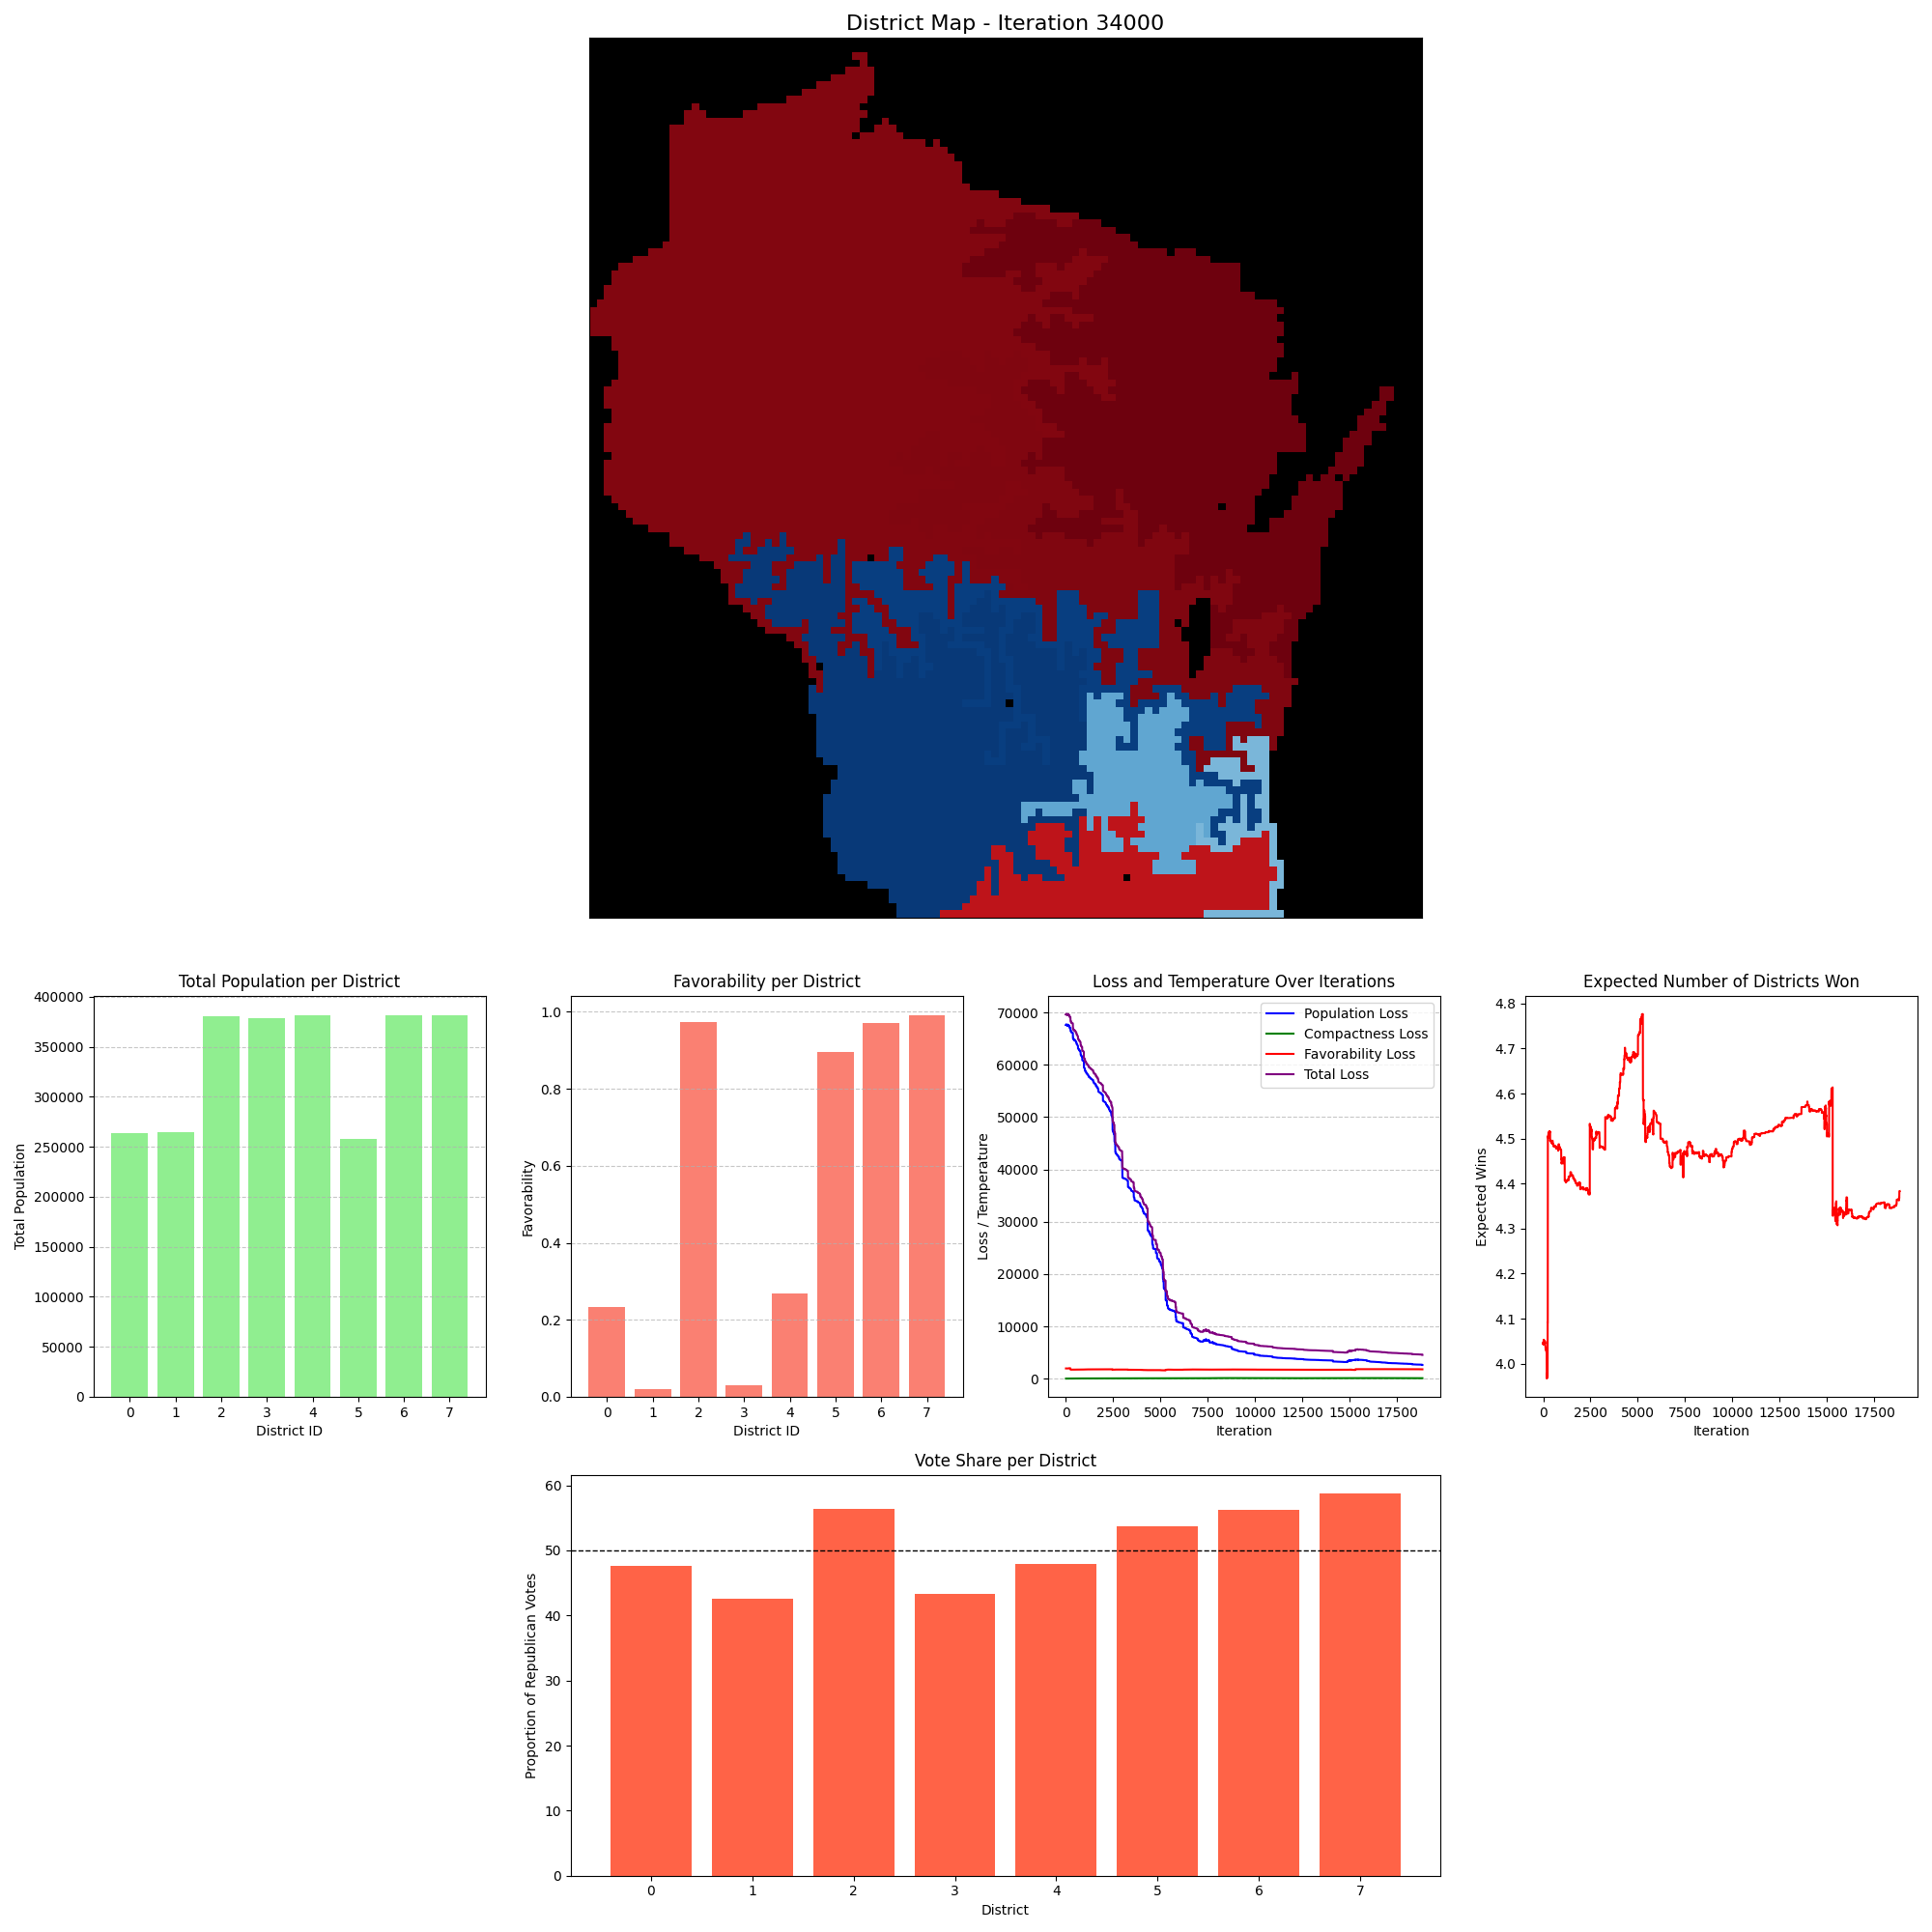 District Map - Iteration 34000
Total Population per District
400000
350000
300000
250000
200000
150000
100000
50000
0
Total Population
0 1 2 3 4 5 6 7
District ID
Favorability per District
1.0
0.8
0.6
0.4
0.2
0.0
Favorability
0 1 2 3 4 5 6 7
District ID
Loss and Temperature Over Iterations
70000
60000
50000
40000
30000
20000
10000
0
Loss / Temperature
Population Loss
Compactness Loss
Favorability Loss
Total Loss
0 2500 5000 7500 10000 12500 15000 17500
Iteration
Expected Number of Districts Won
4.8
4.7
4.6
4.5
4.4
4.3
4.2
4.1
4.0
Expected Wins
0 2500 5000 7500 10000 12500 15000 17500
Iteration
Vote Share per District
60
50
40
30
20
10
0
Proportion of Republican Votes
0 1 2 3 4 5 6 7
District